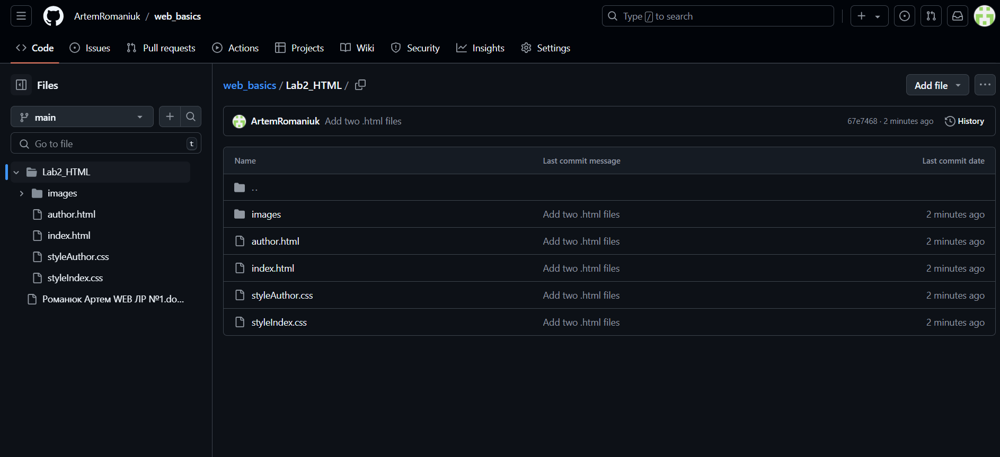 ArtemRomaniuk / web_basics
Type / to search
Code Issues Pull requests Actions Projects Wiki Security Insights Settings
Files
main
Go to file t
Lab2_HTML
images
author.html
index.html
styleAuthor.css
styleIndex.css
Романюк Артем WEB ЛР №1.do...
web_basics / Lab2_HTML /
Add file
ArtemRomaniuk Add two .html files
67e7468 · 2 minutes ago History
Name Last commit message Last commit date
..
images Add two .html files 2 minutes ago
author.html Add two .html files 2 minutes ago
index.html Add two .html files 2 minutes ago
styleAuthor.css Add two .html files 2 minutes ago
styleIndex.css Add two .html files 2 minutes ago